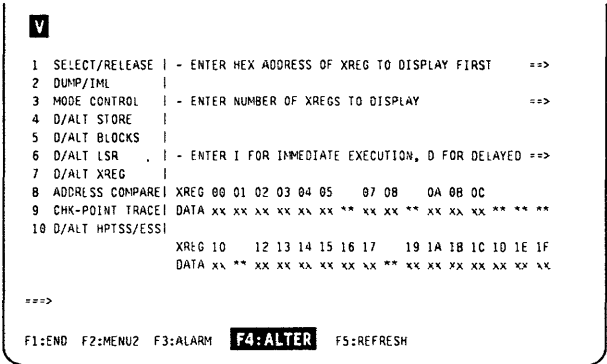 V
1 SELECT/RELEASE | - ENTER HEX ADDRESS OF XREG TO DISPLAY FIRST ==>
2 DUMP/IML |
3 MODE CONTROL | - ENTER NUMBER OF XREGS TO DISPLAY ==>
4 D/ALT STORE |
5 D/ALT BLOCKS |
6 D/ALT LSR . | - ENTER I FOR IMMEDIATE EXECUTION, D FOR DELAYED ==>
7 D/ALT XREG |
8 ADDRESS COMPARE| XREG 00 01 02 03 04 05 07 08 0A 0B 0C
9 CHK-POINT TRACE| DATA xx xx xx xx xx xx ** xx xx ** xx xx xx ** ** **
10 D/ALT HPTSS/ESS|
XREG 10 12 13 14 15 16 17 19 1A 1B 1C 1D 1E 1F
DATA xx ** xx xx xx xx xx xx ** xx xx xx xx xx xx xx
===>
F1:END F2:MENU2 F3:ALARM F4:ALTER F5:REFRESH